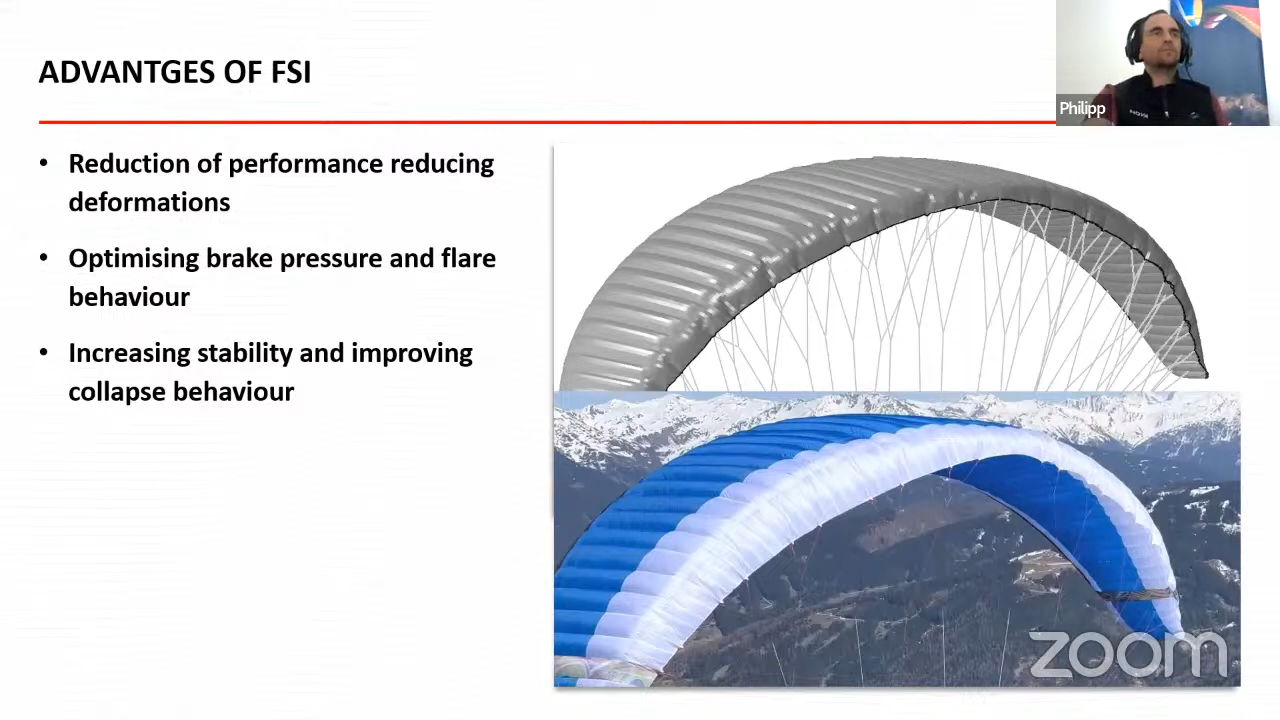 ADVANTGES OF FSI
Philipp
• Reduction of performance reducing
deformations
• Optimising brake pressure and flare
behaviour
• Increasing stability and improving
collapse behaviour
zoom